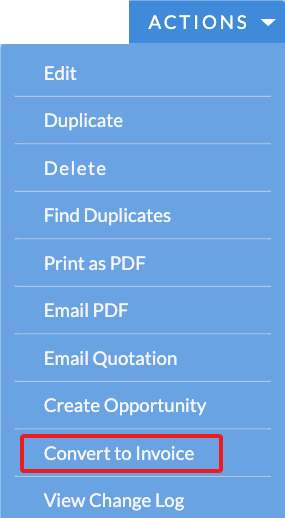 ACTIONS
Edit
Duplicate
Delete
Find Duplicates
Print as PDF
Email PDF
Email Quotation
Create Opportunity
Convert to Invoice
View Change Log